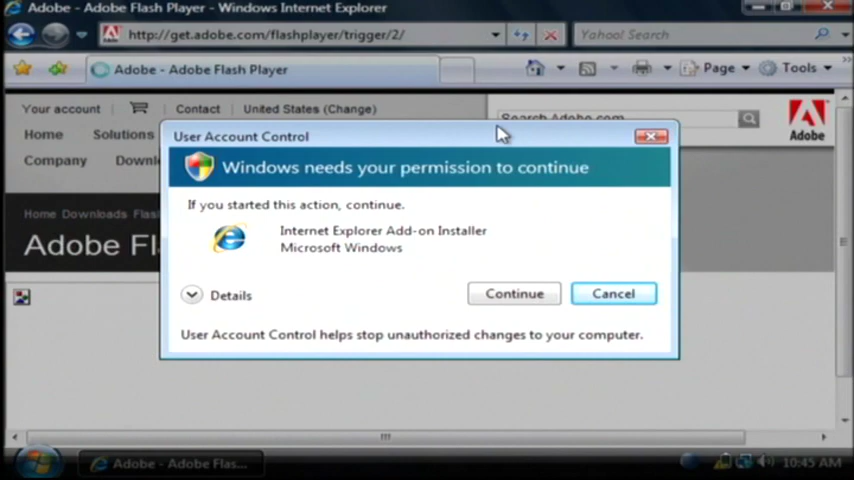 Adobe - Adobe Flash Player - Windows Internet Explorer
http://get.adobe.com/flashplayer/trigger/2/
Yahoo! Search
Adobe - Adobe Flash Player
Page
Tools
Your account
Contact
United States (Change)
Search Adobe.com
Home
Solutions
Company
Downl
Adobe
User Account Control
Windows needs your permission to continue
If you started this action, continue.
Home Downloads Flas
Adobe Fl
Internet Explorer Add-on Installer
Microsoft Windows
Details
Continue
Cancel
User Account Control helps stop unauthorized changes to your computer.
Adobe - Adobe Flas...
10:45 AM